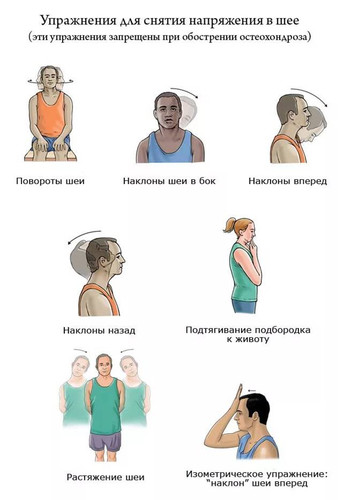 Упражнения для снятия напряжения в шее
(эти упражнения запрещены при обострении остеохондроза)
Повороты шеи
Наклоны шеи в бок
Наклоны вперед
Наклоны назад
Подтягивание подбородка
к животу
Растяжение шеи
Изометрическое упражнение:
"наклон" шеи вперед